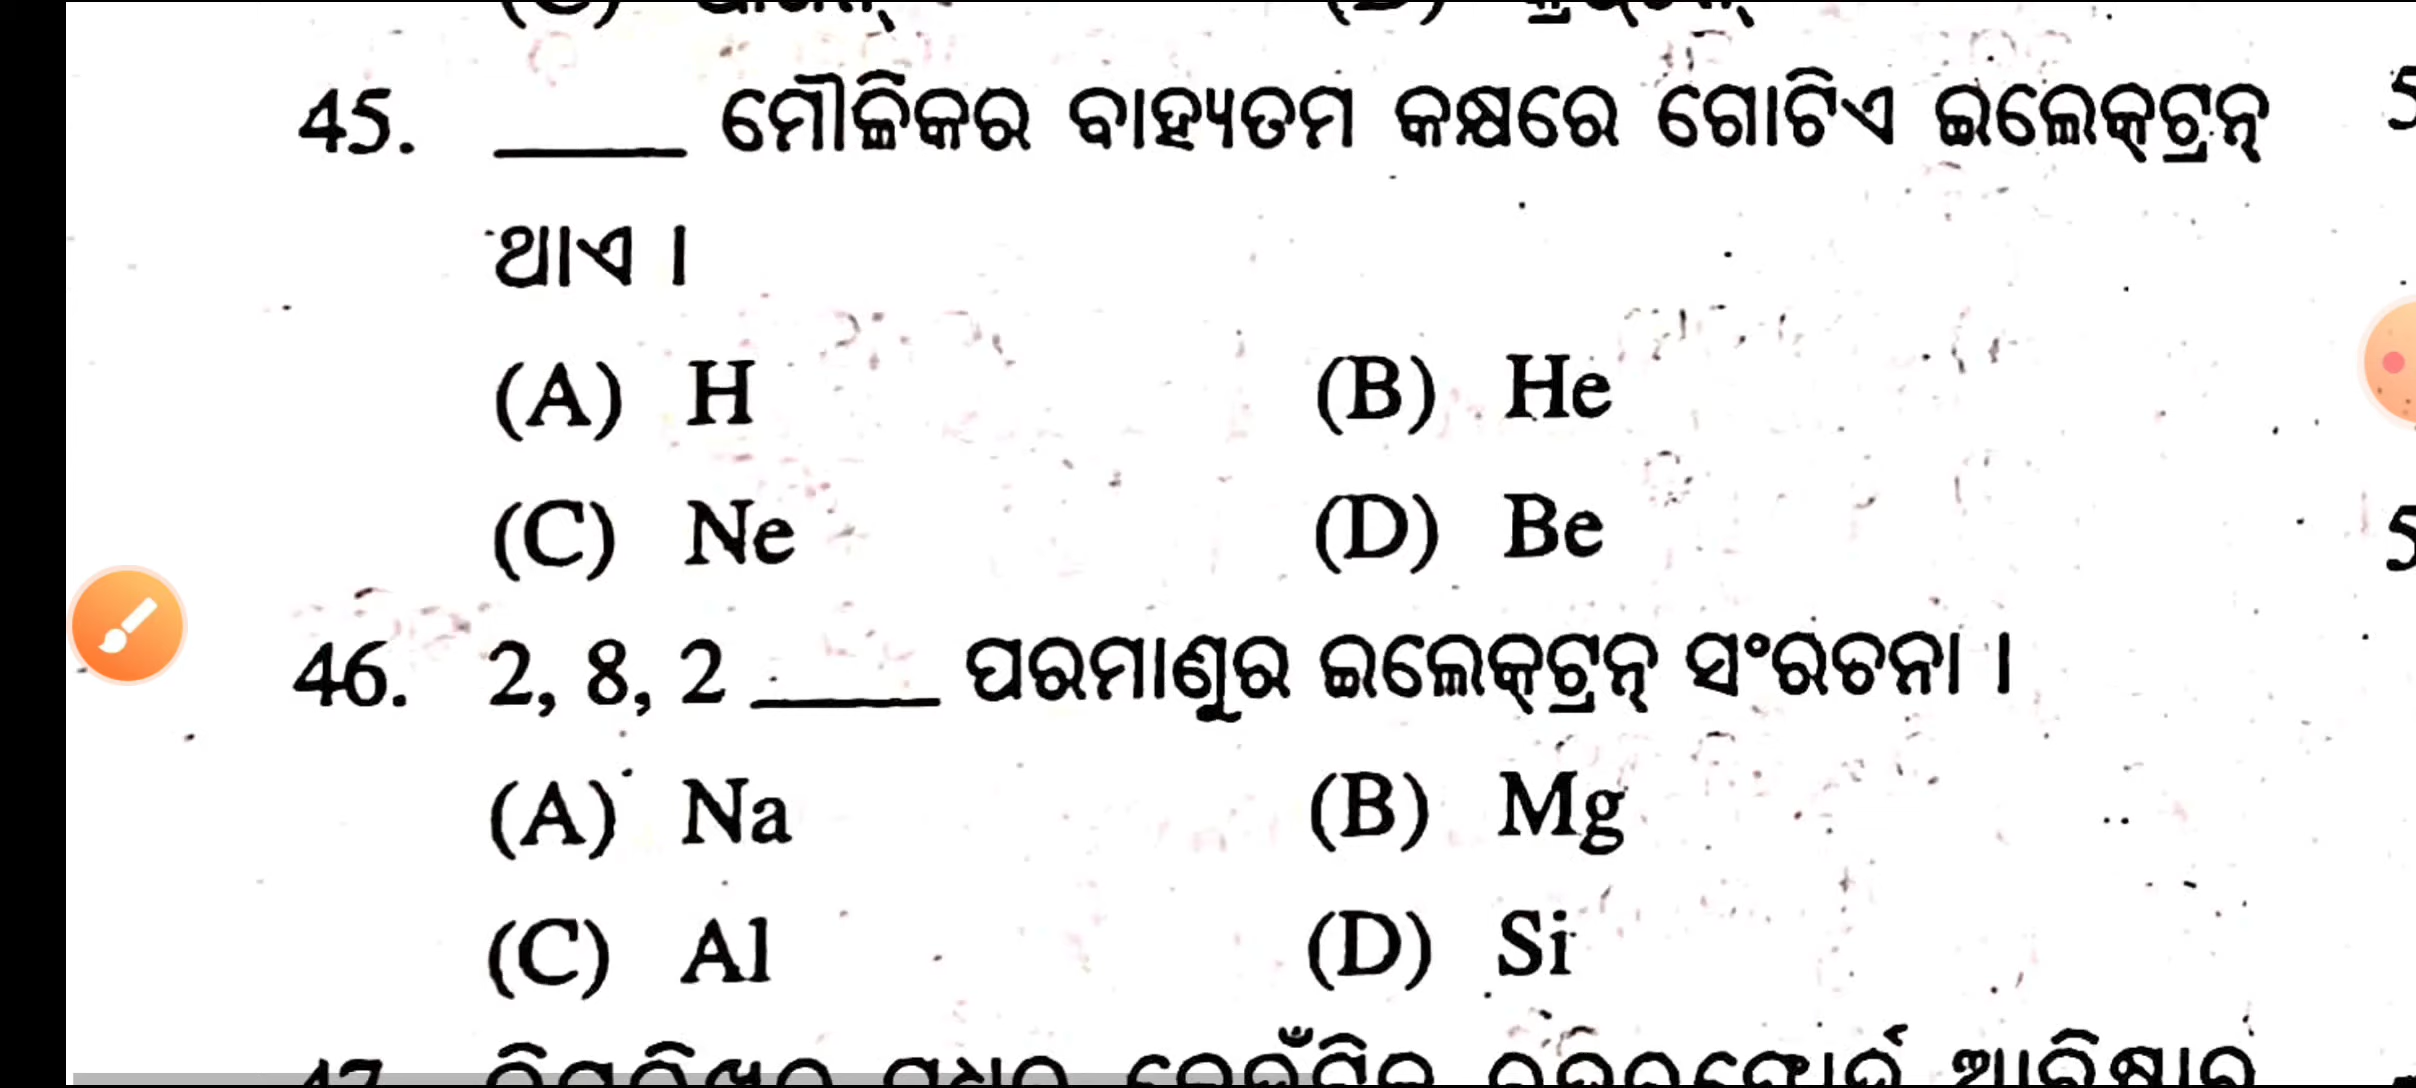 45. ____ ମୌଳିକର ବାହ୍ୟତମ କକ୍ଷରେ ଗୋଟିଏ ଇଲେକ୍ଟ୍ରନ୍
ଥାଏ ।
(A) H (B) He
(C) Ne (D) Be
46. 2, 8, 2 ____ ପରମାଣୁର ଇଲେକ୍ଟ୍ରନ୍ ସଂରଚନା ।
(A) Na (B) Mg
(C) Al (D) Si